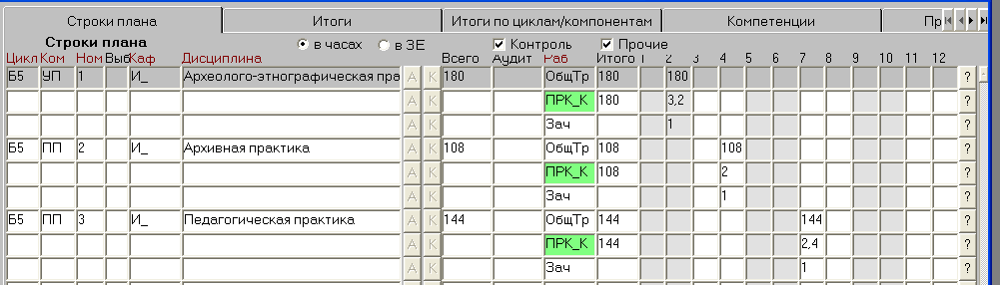 Строки плана Итоги Итоги по циклам/компонентам Компетенции Пр
Строки плана в часах в ЗЕ Контроль Прочие
Цикл Ком Ном Выб Каф Дисциплина Всего Аудит Раб Итого 1 2 3 4 5 6 7 8 9 10 11 12
Б5 УП 1 И_ Археолого-этнографическая пра А К 180 ОбщТр 180 180 ?
А К ПРК_К 180 3,2 ?
А К Зач 1 ?
Б5 ПП 2 И_ Архивная практика А К 108 ОбщТр 108 108 ?
А К ПРК_К 108 2 ?
А К Зач 1 ?
Б5 ПП 3 И_ Педагогическая практика А К 144 ОбщТр 144 144 ?
А К ПРК_К 144 2,4 ?
А К Зач 1 ?